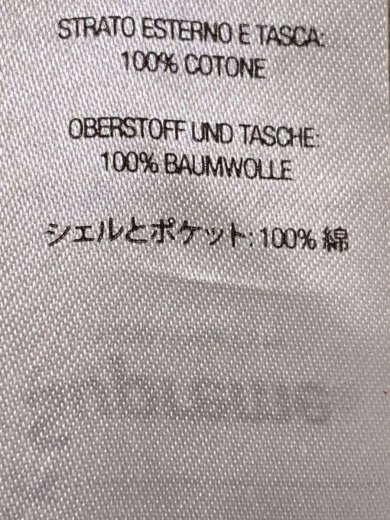 STRATO ESTERNO E TASCA:
100% COTONE
OBERSTOFF UND TASCHE:
100% BAUMWOLLE
シェルとポケット: 100% 綿